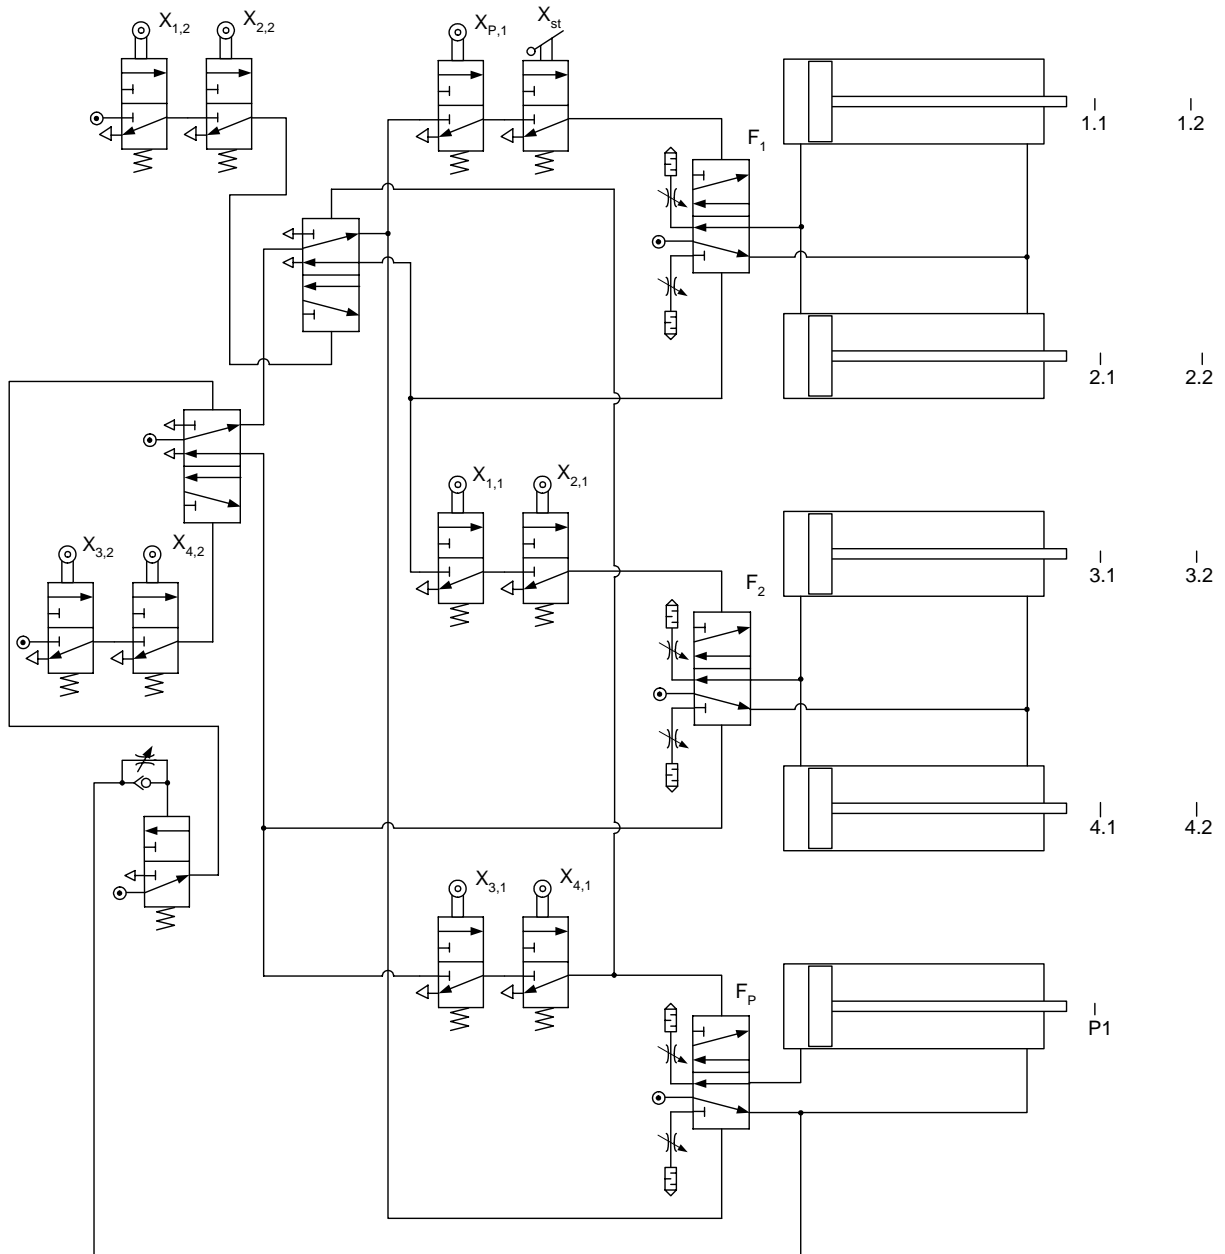 X1,2 X2,2 XP,1 Xst
1.1 1.2
F1
2.1 2.2
X1,1 X2,1
X3,2 X4,2
3.1 3.2
F2
4.1 4.2
X3,1 X4,1
FP
P1